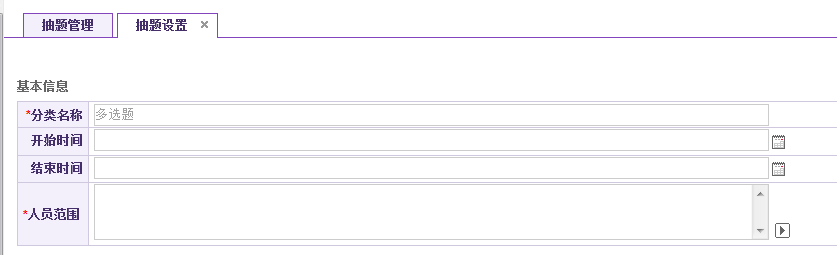 抽题管理 抽题设置 ×
基本信息
*分类名称 多选题
开始时间
结束时间
*人员范围